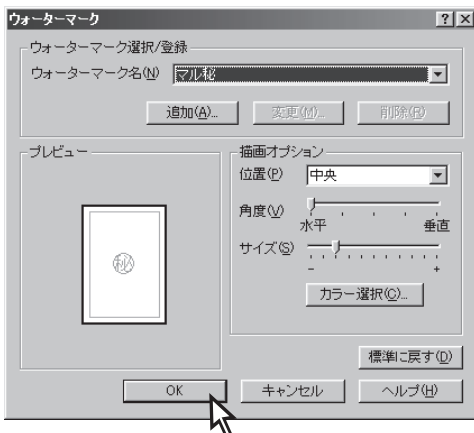 ウォーターマーク
ウォーターマーク選択/登録
ウォーターマーク名(N) マル秘
追加(A)... 変更(M)... 削除(R)
プレビュー
秘
描画オプション
位置(P) 中央
角度(V)
水平 垂直
サイズ(S)
- +
カラー選択(C)...
標準に戻す(D)
OK キャンセル ヘルプ(H)